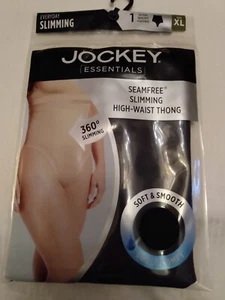 EVERYDAY
SLIMMING
1
XL
JOCKEY
ESSENTIALS
SEAMFREE®
SLIMMING
HIGH-WAIST THONG
360°
SLIMMING
SOFT & SMOOTH